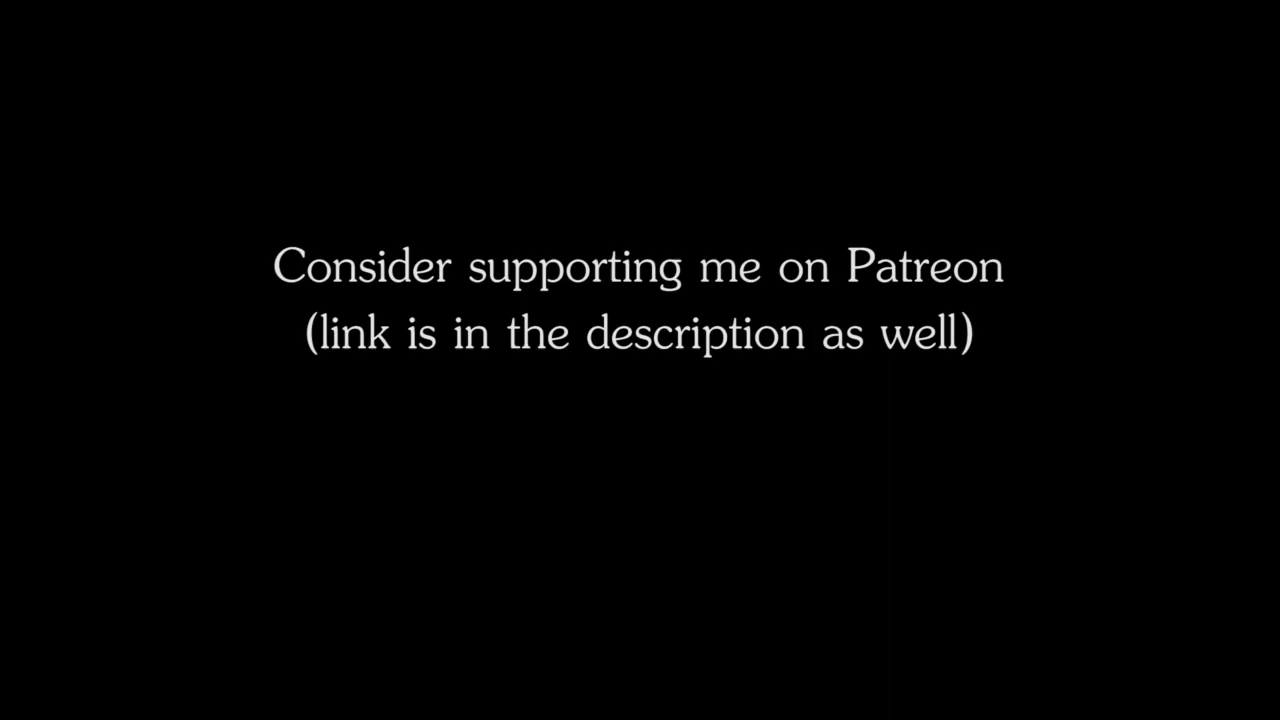 Consider supporting me on Patreon
(link is in the description as well)